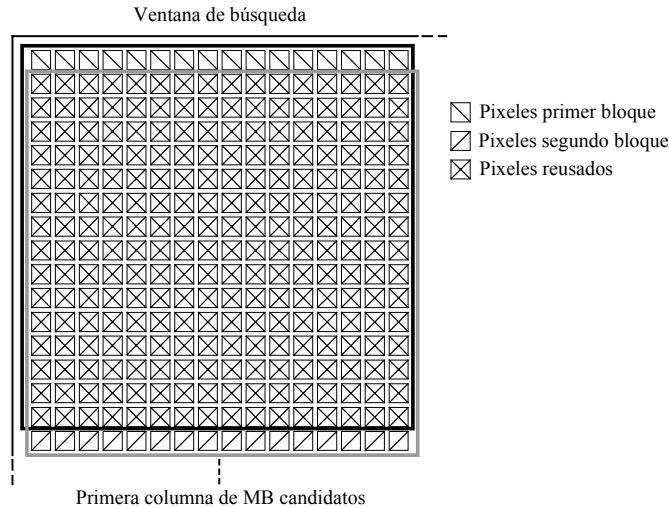 Ventana de búsqueda
Pixeles primer bloque
Pixeles segundo bloque
Pixeles reusados
Primera columna de MB candidatos